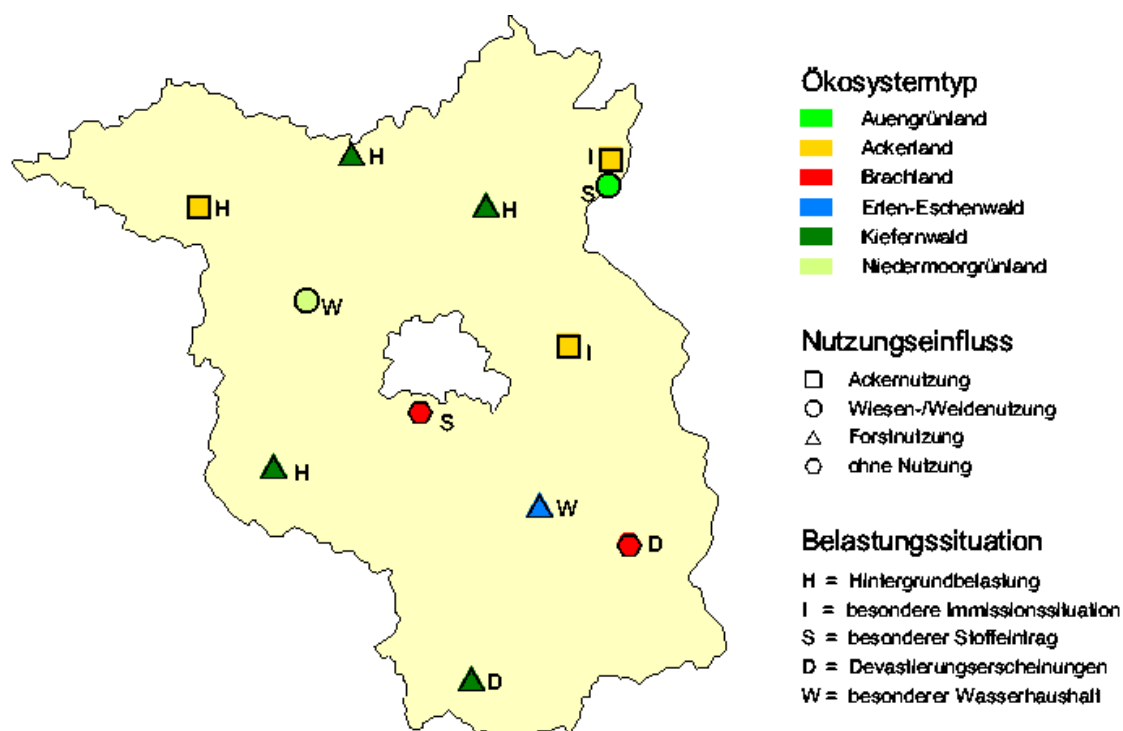 Ökosystemtyp
Auengrünland
Ackerland
Brachland
Erlen-Eschenwald
Kiefernwald
Niedermoorgrünland
Nutzungseinfluss
Ackernutzung
Wiesen-/Weidenutzung
Forstnutzung
ohne Nutzung
Belastungssituation
H = Hintergrundbelastung
I = besondere Immissionssituation
S = besonderer Stoffeintrag
D = Devastierungserscheinungen
W = besonderer Wasserhaushalt
H
I
S
H
H
W
I
S
H
W
D
D